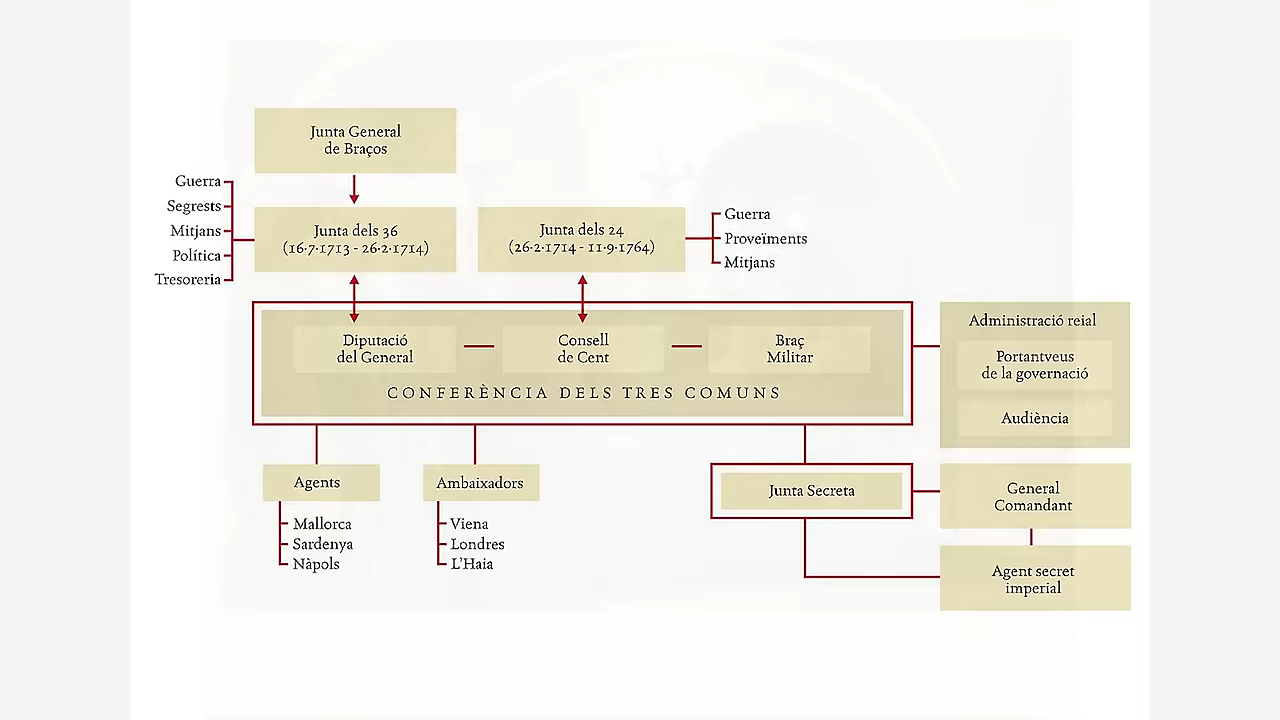 Junta General
de Braços
Guerra
Segrests
Mitjans
Política
Tresoreria
Junta dels 36
(16·7·1713 - 26·2·1714)
Junta dels 24
(26·2·1714 - 11·9·1764)
Guerra
Proveïments
Mitjans
Diputació
del General
Consell
de Cent
Braç
Militar
CONFERÈNCIA DELS TRES COMUNS
Administració reial
Portantveus
de la governació
Audiència
Agents
Mallorca
Sardenya
Nàpols
Ambaixadors
Viena
Londres
L'Haia
Junta Secreta
General
Comandant
Agent secret
imperial